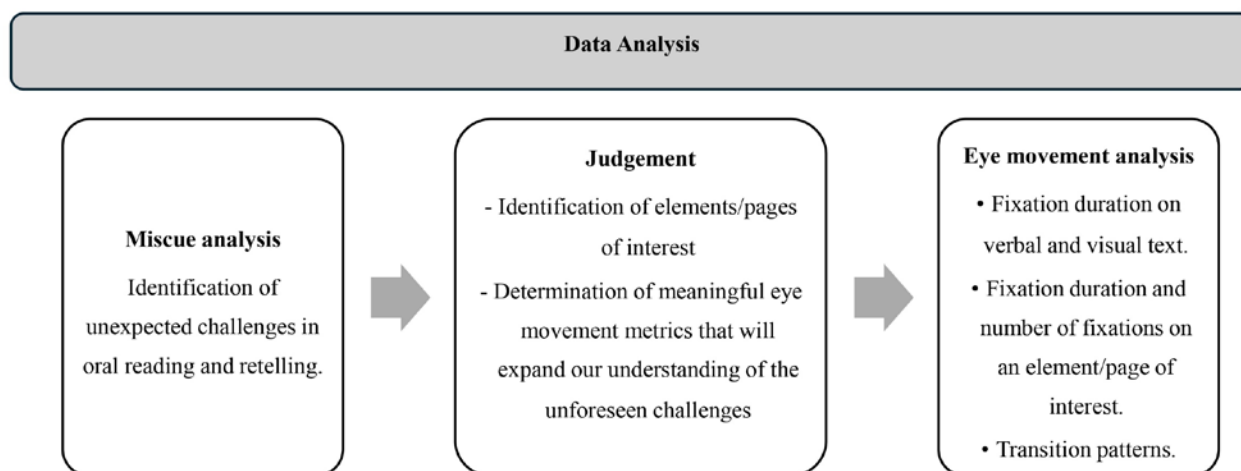 Data Analysis
Miscue analysis
Identification of
unexpected challenges in
oral reading and retelling.
Judgement
- Identification of elements/pages
of interest
- Determination of meaningful eye
movement metrics that will
expand our understanding of the
unforeseen challenges
Eye movement analysis
• Fixation duration on
verbal and visual text.
• Fixation duration and
number of fixations on
an element/page of
interest.
• Transition patterns.